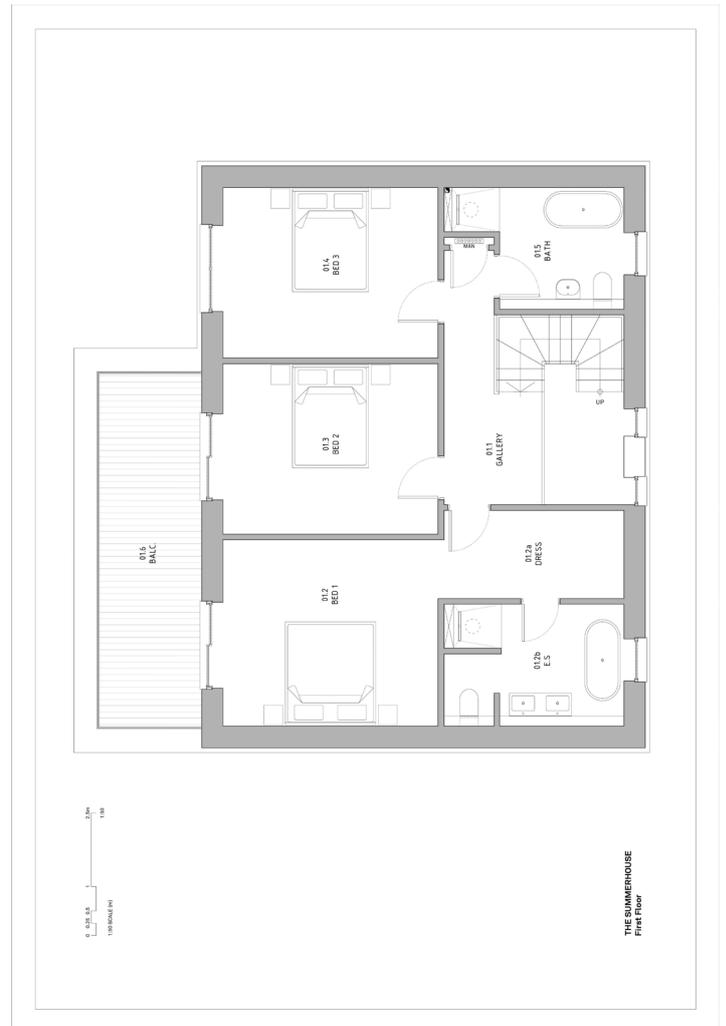 01.4
BED 3
MAN
01.5
BATH
01.3
BED 2
01.1
GALLERY
UP
01.6
BALC.
01.2
BED 1
01.2a
DRESS
01.2b
E.S
0 0.25 0.5 1 2.5m
1:50 SCALE (m)
1:50
THE SUMMERHOUSE
First Floor